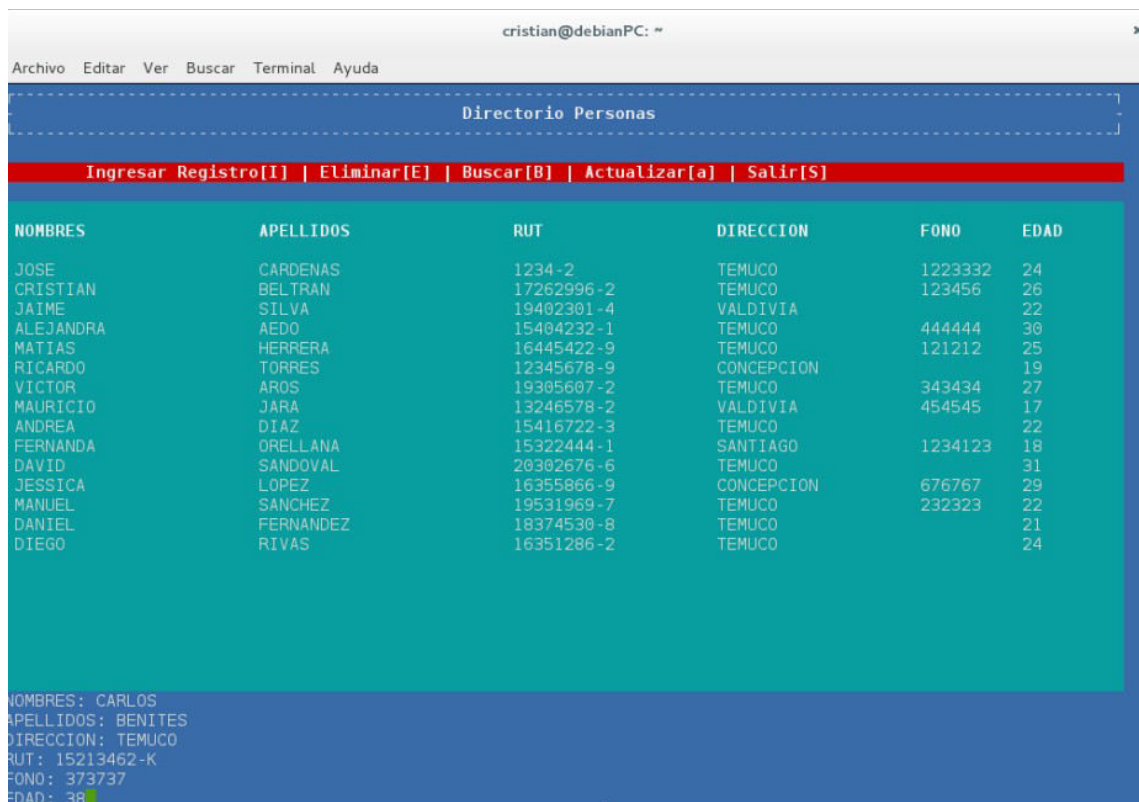 cristian@debianPC: ~
Archivo Editar Ver Buscar Terminal Ayuda
Directorio Personas
Ingresar Registro[I] | Eliminar[E] | Buscar[B] | Actualizar[a] | Salir[S]
NOMBRES APELLIDOS RUT DIRECCION FONO EDAD
JOSE CARDENAS 1234-2 TEMUCO 1223332 24
CRISTIAN BELTRAN 17262996-2 TEMUCO 123456 26
JAIME SILVA 19402301-4 VALDIVIA 22
ALEJANDRA AEDO 15404232-1 TEMUCO 444444 30
MATIAS HERRERA 16445422-9 TEMUCO 121212 25
RICARDO TORRES 12345678-9 CONCEPCION 19
VICTOR AROS 19305607-2 TEMUCO 343434 27
MAURICIO JARA 13246578-2 VALDIVIA 454545 17
ANDREA DIAZ 15416722-3 TEMUCO 22
FERNANDA ORELLANA 15322444-1 SANTIAGO 1234123 18
DAVID SANDOVAL 20302676-6 TEMUCO 31
JESSICA LOPEZ 16355866-9 CONCEPCION 676767 29
MANUEL SANCHEZ 19531969-7 TEMUCO 232323 22
DANIEL FERNANDEZ 18374530-8 TEMUCO 21
DIEGO RIVAS 16351286-2 TEMUCO 24
NOMBRES: CARLOS
APELLIDOS: BENITES
DIRECCION: TEMUCO
RUT: 15213462-K
FONO: 373737
EDAD: 38